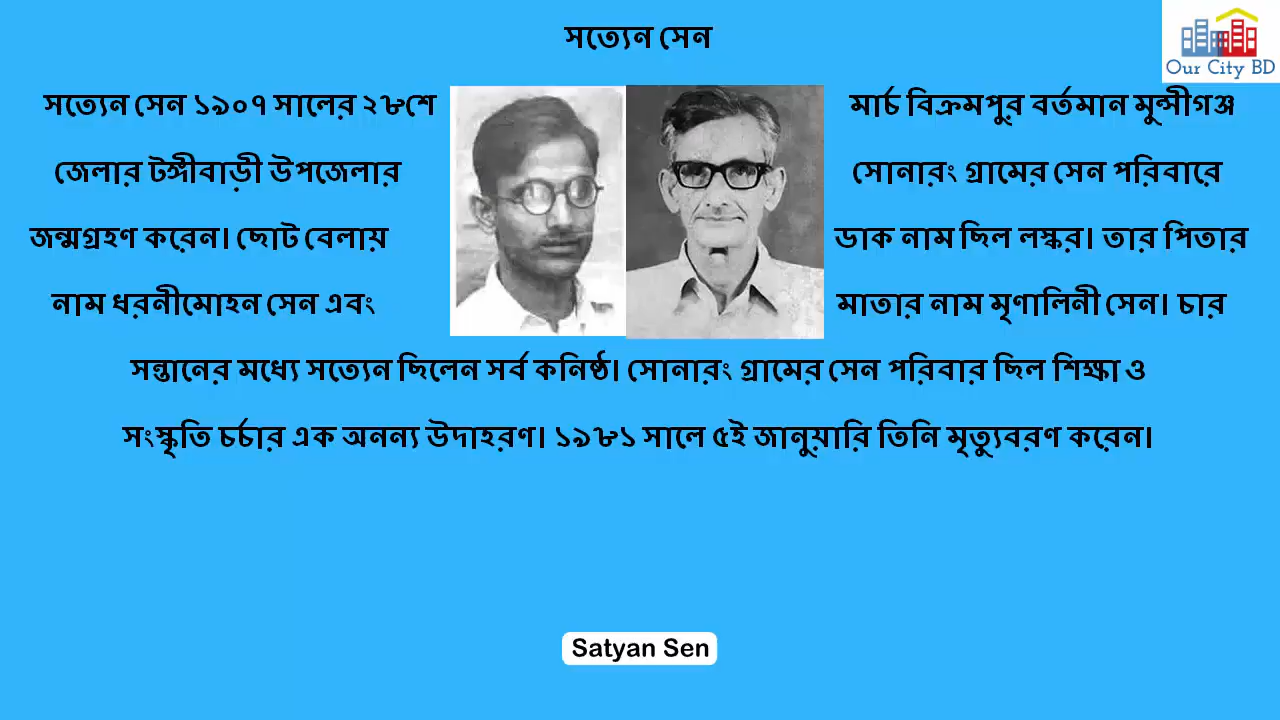 সত্যেন সেন
Our City BD
সত্যেন সেন ১৯০৭ সালের ২৮শে মার্চ বিক্রমপুর বর্তমান মুন্সীগঞ্জ
জেলার টঙ্গীবাড়ী উপজেলার সোনারং গ্রামের সেন পরিবারে
জন্মগ্রহণ করেন। ছোট বেলায় ডাক নাম ছিল লস্কর। তার পিতার
নাম ধরনীমোহন সেন এবং মাতার নাম মৃণালিনী সেন। চার
সন্তানের মধ্যে সত্যেন ছিলেন সর্ব কনিষ্ঠ। সোনারং গ্রামের সেন পরিবার ছিল শিক্ষা ও
সংস্কৃতি চর্চার এক অনন্য উদাহরণ। ১৯৮১ সালে ৫ই জানুয়ারি তিনি মৃত্যুবরণ করেন।
Satyan Sen